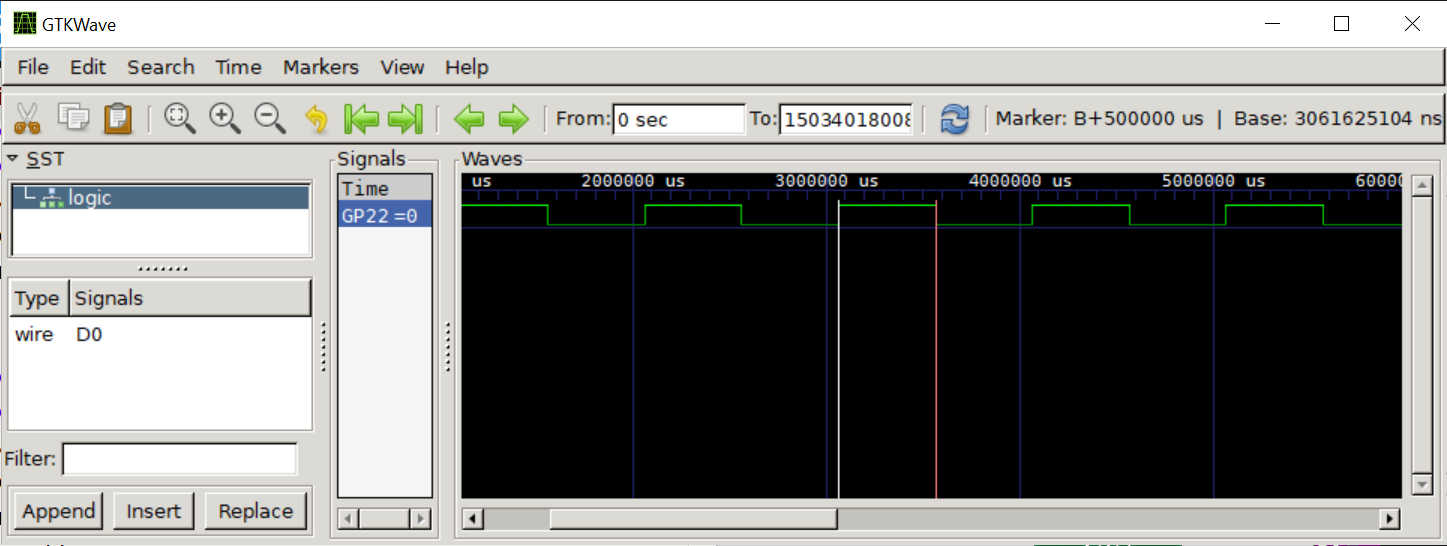 GTKWave
File Edit Search Time Markers View Help
From: 0 sec To: 15034018008 Marker: B+500000 us | Base: 3061625104 ns
SST
logic
Type Signals
wire D0
Filter:
Append Insert Replace
Signals
Time
GP22 =0
Waves
us 2000000 us 3000000 us 4000000 us 5000000 us 60000